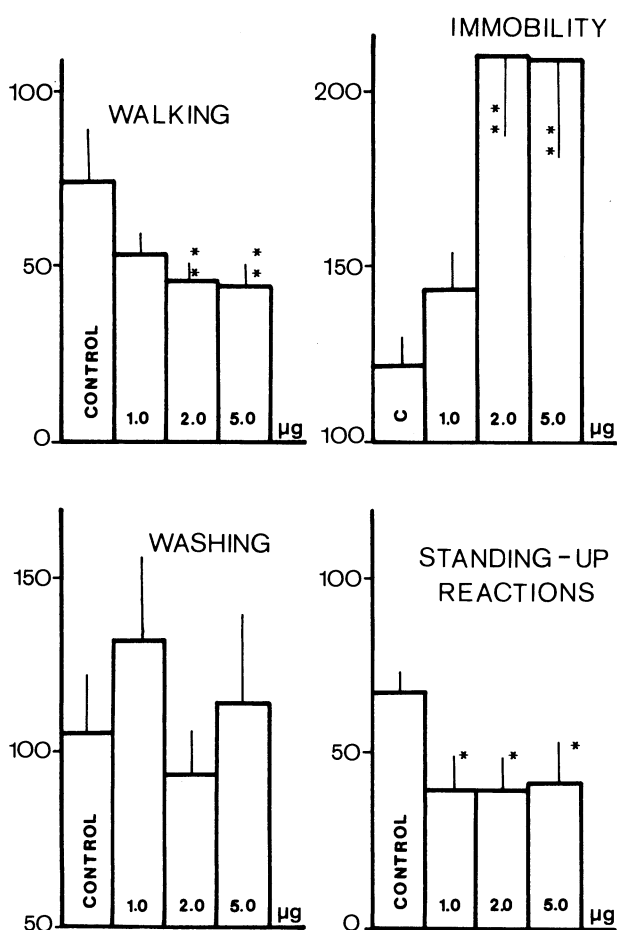 WALKING
100
50
0
**
**
CONTROL
1.0
2.0
5.0
µg
IMMOBILITY
200
150
100
**
**
C
1.0
2.0
5.0
µg
WASHING
150
100
50
CONTROL
1.0
2.0
5.0
µg
STANDING-UP
REACTIONS
100
50
0
*
*
*
CONTROL
1.0
2.0
5.0
µg